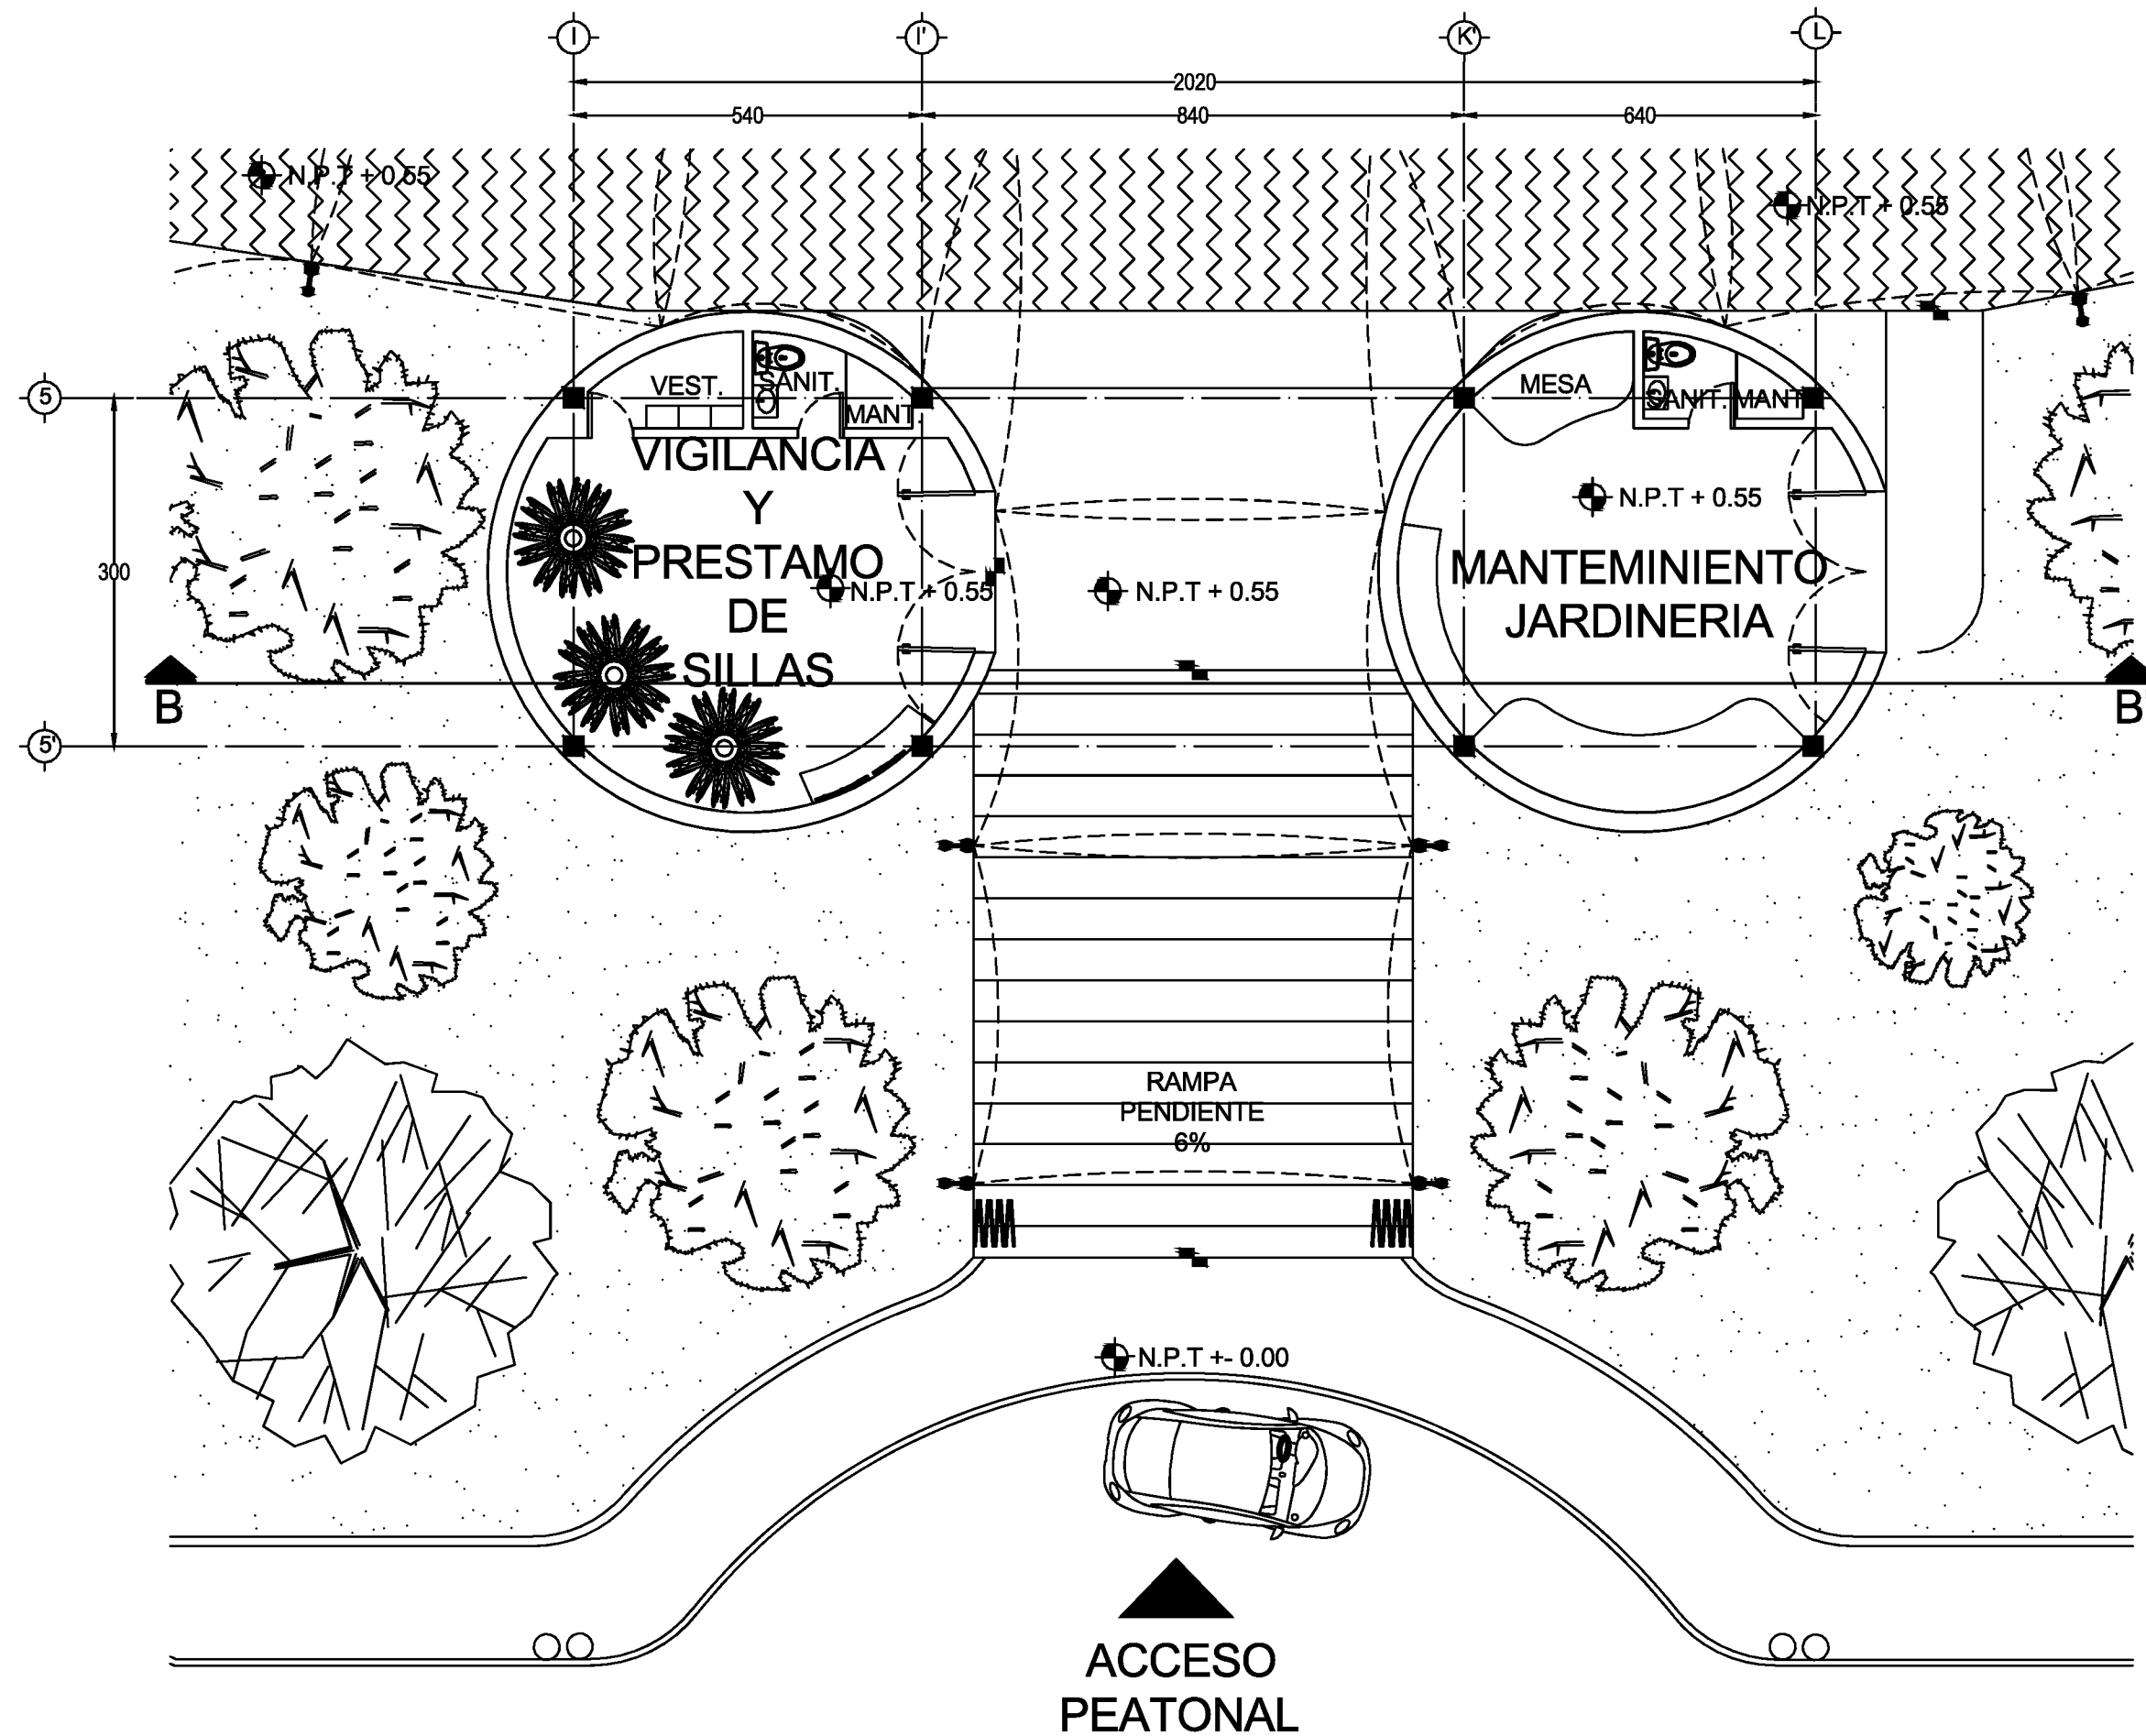 I
I'
K'
L
2020
540
840
640
N.P.T + 0.55
N.P.T + 0.55
5
VEST.
SANIT.
MANT
MESA
SANIT.
MANT
VIGILANCIA
Y
PRESTAMO
DE
SILLAS
N.P.T + 0.55
N.P.T + 0.55
N.P.T + 0.55
MANTEMINIENTO
JARDINERIA
300
B
B'
5'
RAMPA
PENDIENTE
6%
N.P.T +- 0.00
ACCESO
PEATONAL